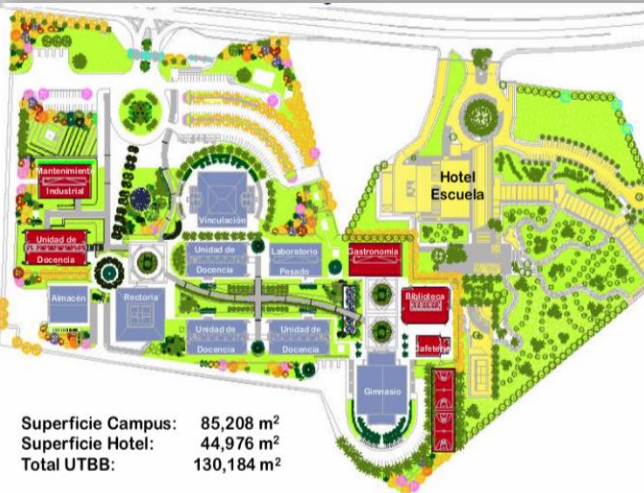 Hotel
Escuela
Mantenimiento
Industrial
Vinculación
Unidad de
Docencia
Unidad de
Docencia
Laboratorio
Pesado
Gastronomía
Almacén
Rectoría
Biblioteca
Unidad de
Docencia
Unidad de
Docencia
Cafetería
Gimnasio
Superficie Campus: 85,208 m²
Superficie Hotel: 44,976 m²
Total UTBB: 130,184 m²